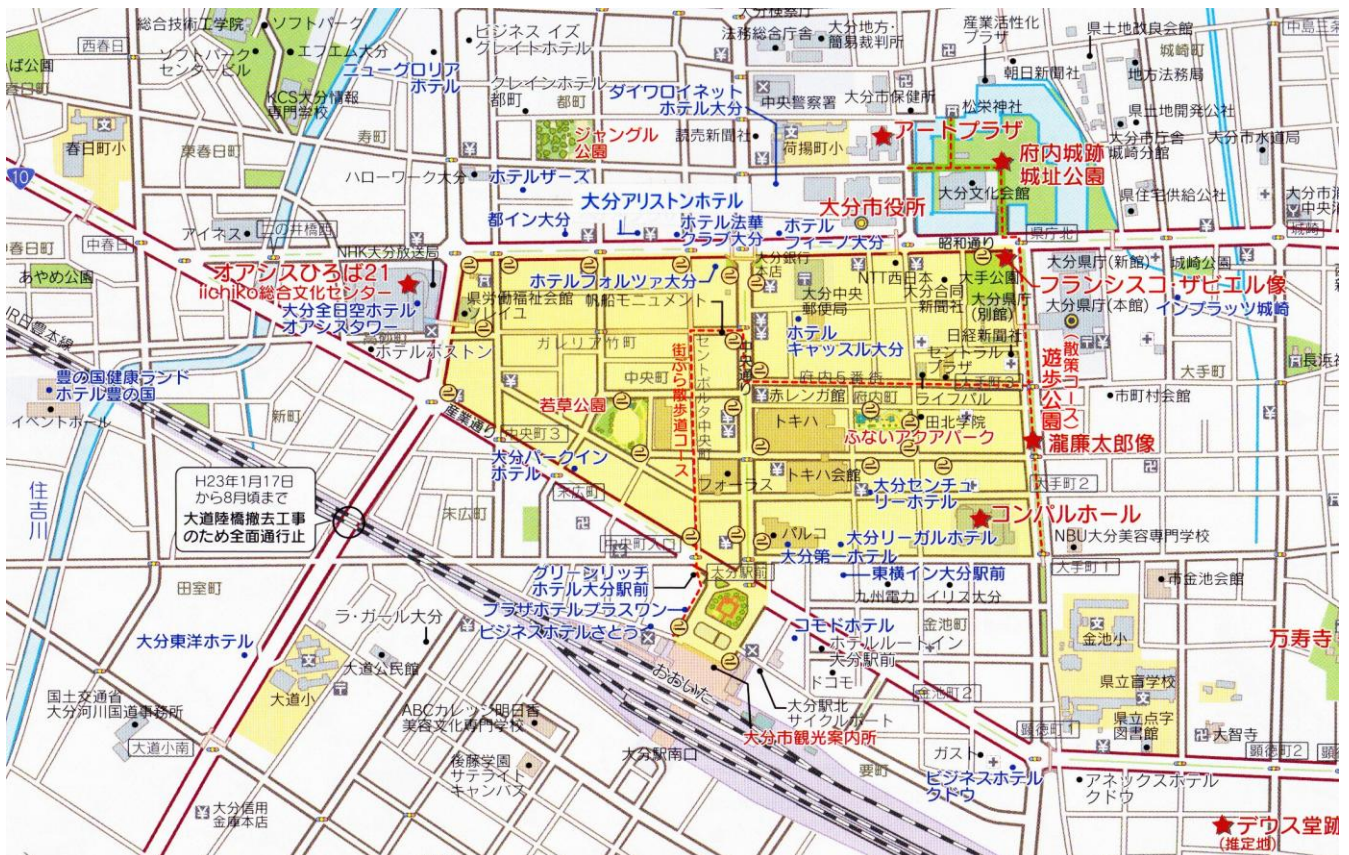 総合技術工学院
ソフトパーク
西春日町
ソフトパーク
センタービル
エフエム大分
ビジネス イズ
グレイトホテル
法務総合庁舎
大分地方・
簡易裁判所
産業活性化
プラザ
県土地改良会館
中島三条
城崎町
ニューグロリア
ホテル
クレインホテル
都町
都町
KCS大分情報
専門学校
ダイワロイネット
ホテル大分
中央警察署
大分市保健所
朝日新聞社
地方法務局
松栄神社
県土地開発公社
春日町小
寿町
東春日町
ジャングル
公園
読売新聞社
荷揚町小
アートプラザ
大分市庁舎
城崎分館
大分市水道局
10
府内城跡
城址公園
ハローワーク大分
ホテルザーズ
大分文化会館
県住宅供給公社
大分アリストンホテル
大分市役所
都イン大分
ホテル法華
クラブ大分
ホテル
フィーノ大分
昭和通り
県庁北
城崎
アイネス
中春日
NHK大分放送局
あやめ公園
オアシスひろば21
iichiko総合文化センター
大分全日空ホテル
オアシスタワー
ホテルフォルツァ大分
県労働福祉会館
ソレイユ
帆船モニュメント
大分銀行
本店
大分中央
郵便局
NTT西日本
大手公園
大分合同
新聞社
大分県庁
(別館)
大分県庁(新館)
城崎公園
フランシスコ・ザビエル像
大分県庁(本館)
インブラッツ城崎
JR日豊本線
ホテルボストン
ガレリア竹町
セントポルタ中央町
中央通り
ホテル
キャッスル大分
日経新聞社
セントラル
プラザ
遊歩公園
(散策コース)
豊の国健康ランド
ホテル豊の国
イベントホール
新町
中央町
街ぶら散歩道コース
府内5番街
大手町3
大手町
市町村会館
若草公園
赤レンガ館
府内町
ライフパル
産業通り
中央町3
トキハ
田北学院
ふないアクアパーク
瀧廉太郎像
大分パークイン
ホテル
フォーラス
トキハ会館
大分センチュ
リーホテル
大手町2
住吉川
H23年1月17日
から8月頃まで
大道陸橋撤去工事
のため全面通行止
末広町
末広町
コンパルホール
中央町入口
パルコ
大分リーガルホテル
大分第一ホテル
NBU大分美容専門学校
田室町
大分駅前
大手町1
グリーンリッチ
ホテル大分駅前
東横イン大分駅前
九州電力
イリス大分
市金池会館
プラザホテルプラスワン
ラ・ガール大分
ビジネスホテルさとう
コモドホテル
金池町
金池小
大分東洋ホテル
大道公民館
ホテルルートイン
大分駅前
万寿寺
おおいた
ドコモ
大道小
県立盲学校
国土交通省
大分河川国道事務所
ABCカレッジ明日香
美容文化専門学校
大分駅北
サイクルポート
金池町2
県立点字
図書館
大智寺
大道小南
大分市観光案内所
顕徳町1
顕徳町2
大分駅南口
ガスト
後藤学園
サテライト
キャンパス
要町
ビジネスホテル
クドウ
アネックスホテル
クドウ
大分信用
金庫本店
デウス堂跡
(推定地)